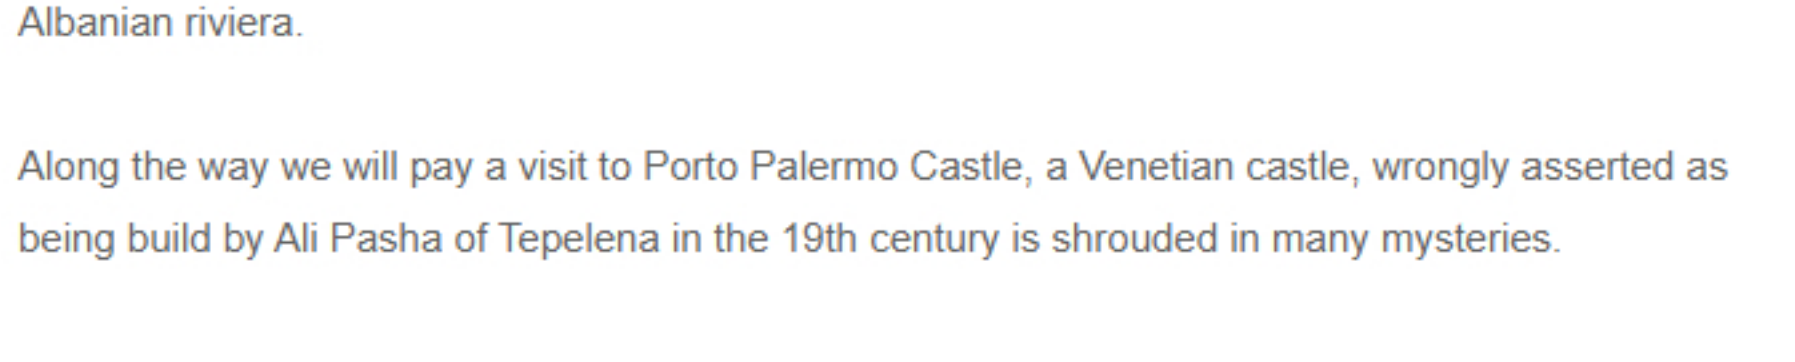 Albanian riviera.
Along the way we will pay a visit to Porto Palermo Castle, a Venetian castle, wrongly asserted as
being build by Ali Pasha of Tepelena in the 19th century is shrouded in many mysteries.